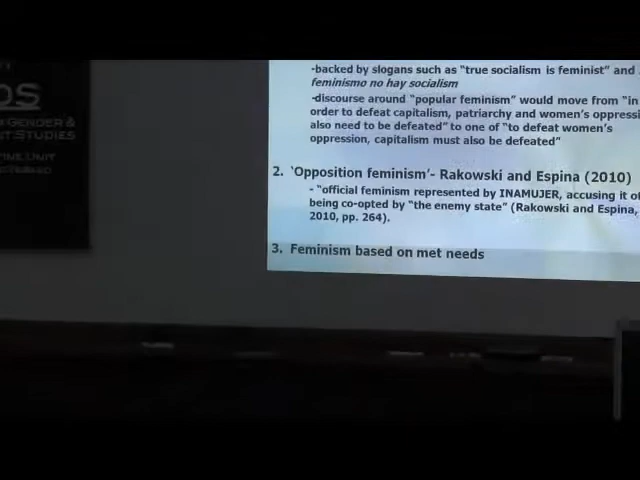 OS
GENDER &
STUDIES
UNIT
-backed by slogans such as "true socialism is feminist" and
feminismo no hay socialism
-discourse around "popular feminism" would move from "in
order to defeat capitalism, patriarchy and women's oppressi
also need to be defeated" to one of "to defeat women's
oppression, capitalism must also be defeated"
2. 'Opposition feminism'- Rakowski and Espina (2010)
- "official feminism represented by INAMUJER, accusing it of
being co-opted by "the enemy state" (Rakowski and Espina,
2010, pp. 264).
3. Feminism based on met needs